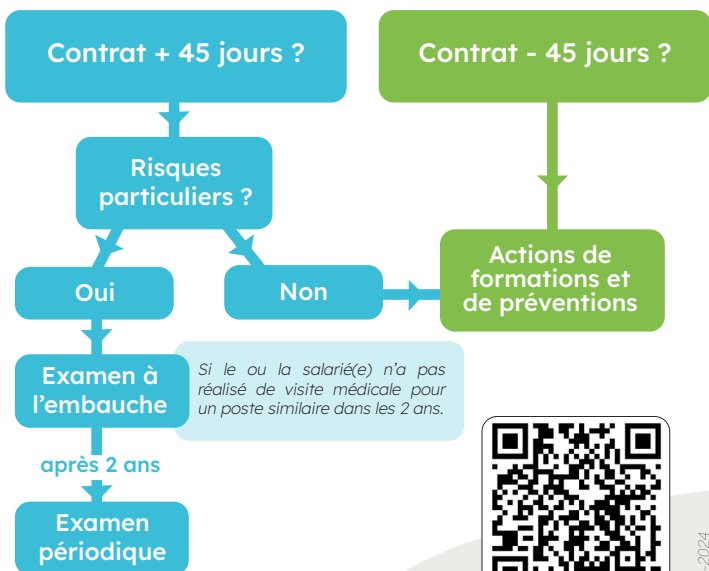 Contrat + 45 jours ?
Contrat - 45 jours ?
Risques
particuliers ?
Oui
Non
Actions de
formations et
de préventions
Examen à
l'embauche
Si le ou la salarié(e) n'a pas
réalisé de visite médicale pour
un poste similaire dans les 2 ans.
après 2 ans
Examen
périodique
-2024